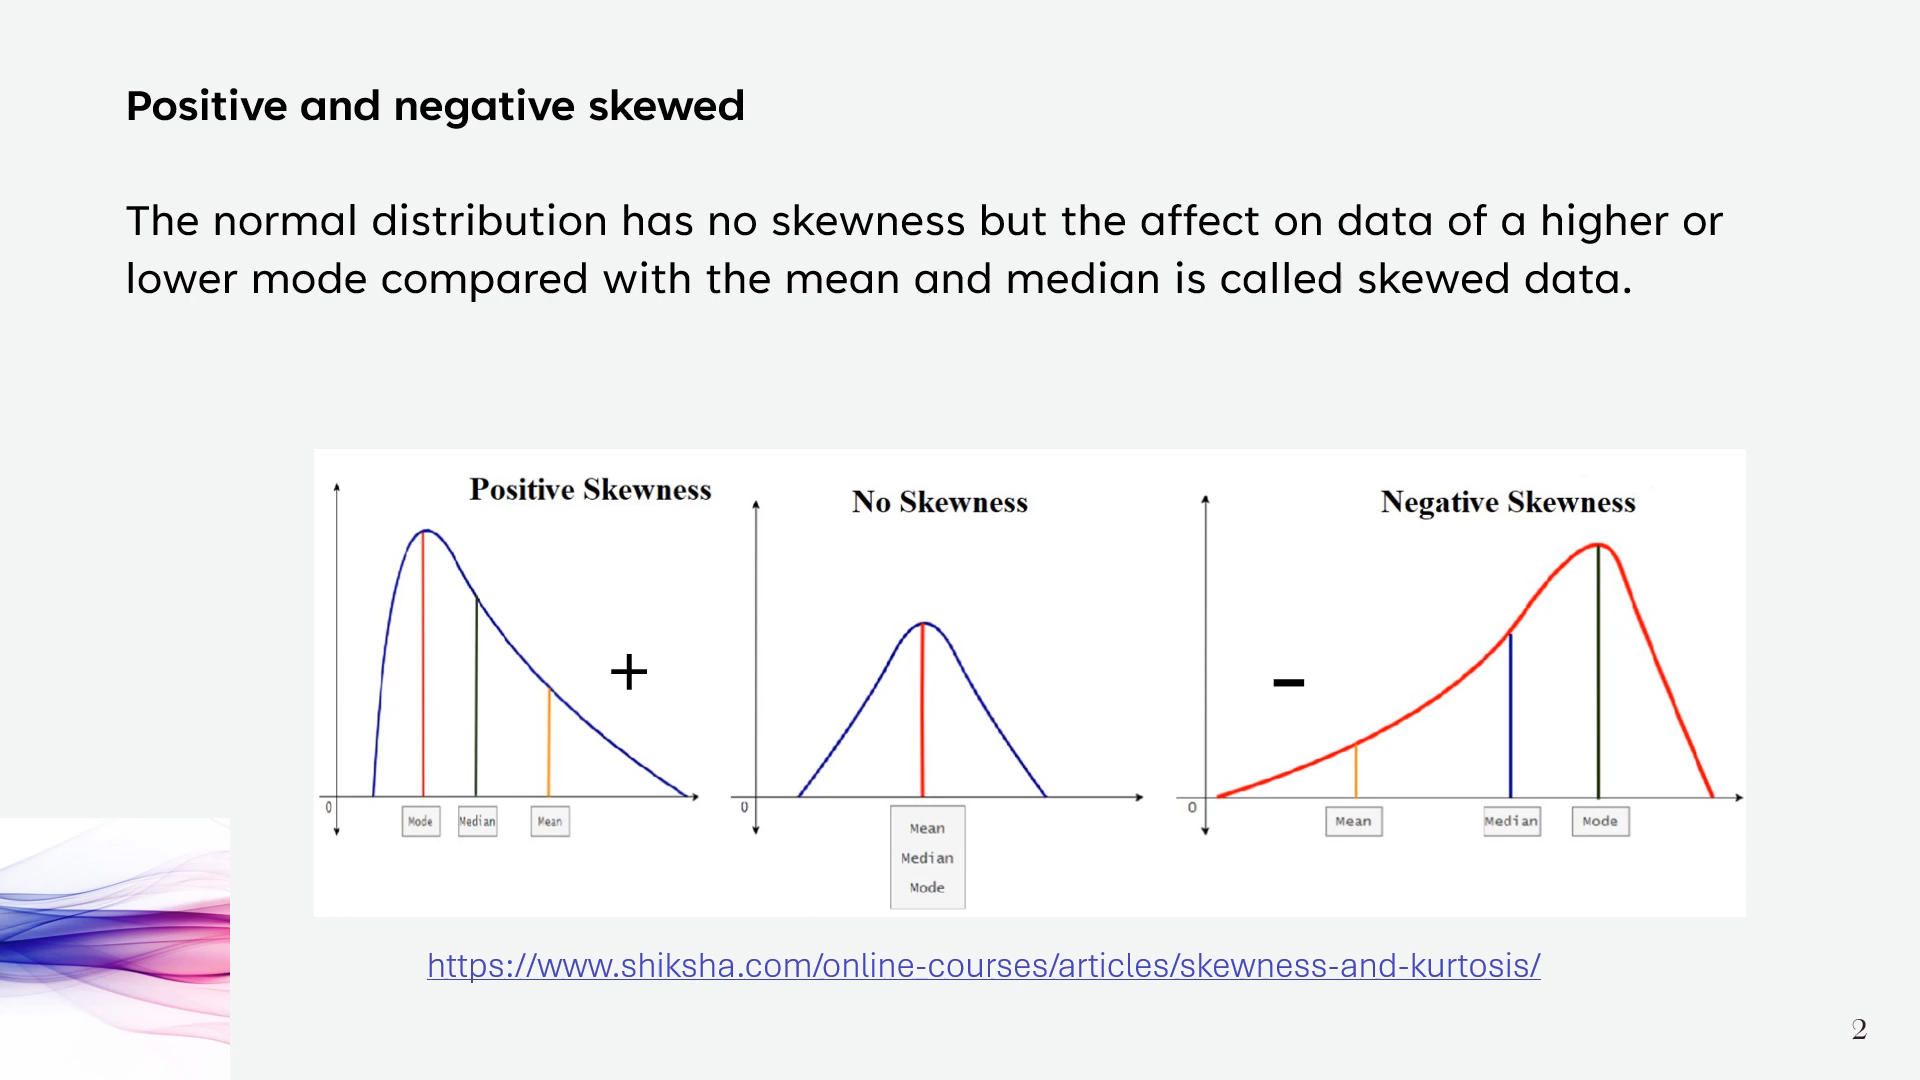 Positive and negative skewed
The normal distribution has no skewness but the affect on data of a higher or
lower mode compared with the mean and median is called skewed data.
Positive Skewness
+
0
Mode
Median
Mean
No Skewness
0
Mean
Median
Mode
Negative Skewness
-
0
Mean
Median
Mode
https://www.shiksha.com/online-courses/articles/skewness-and-kurtosis/
2